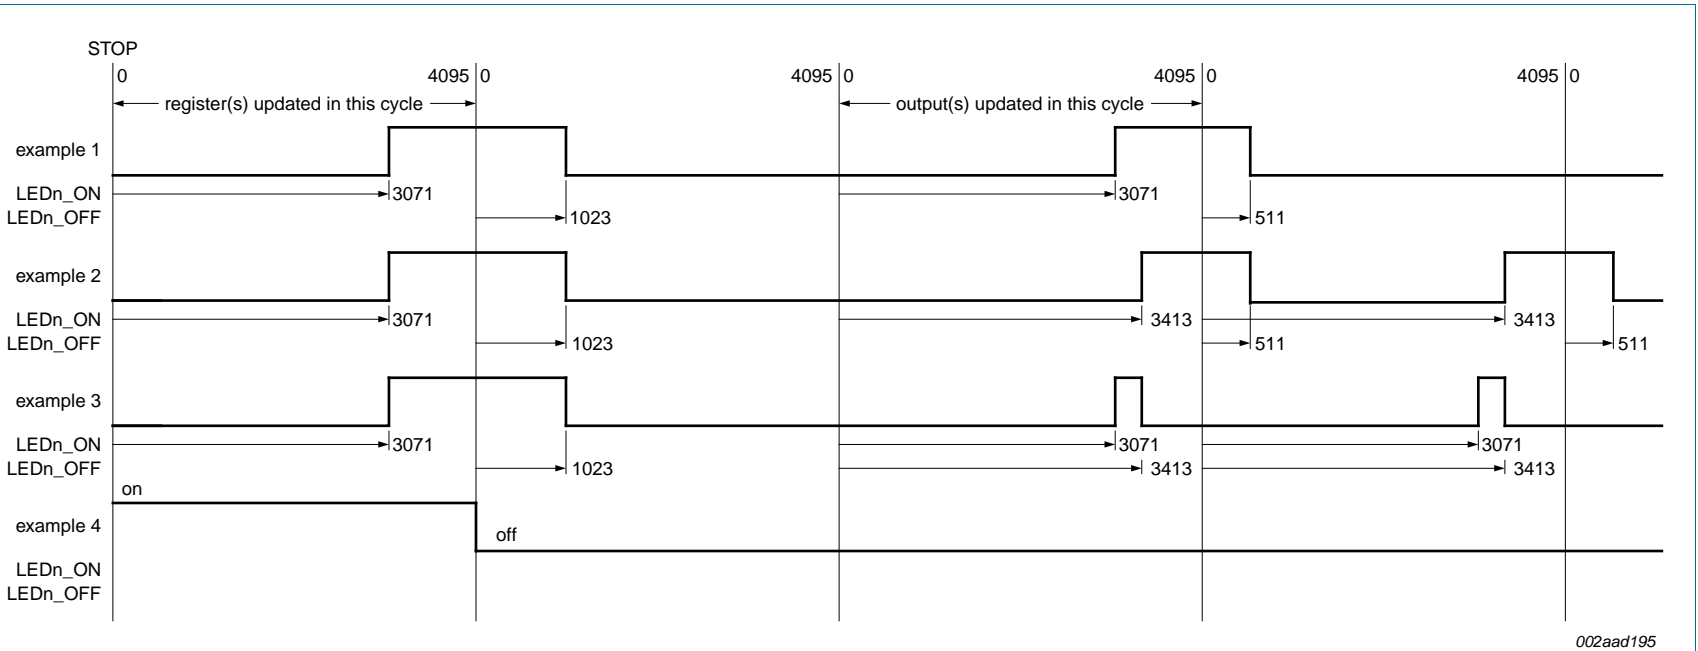 STOP
0 4095 0 4095 0 4095 0 4095 0
register(s) updated in this cycle output(s) updated in this cycle
example 1
LEDn_ON 3071 3071
LEDn_OFF 1023 511
example 2
LEDn_ON 3071 3413 3413
LEDn_OFF 1023 511 511
example 3
LEDn_ON 3071 3071 3071
LEDn_OFF 1023 3413 3413
on
example 4 off
LEDn_ON
LEDn_OFF
002aad195